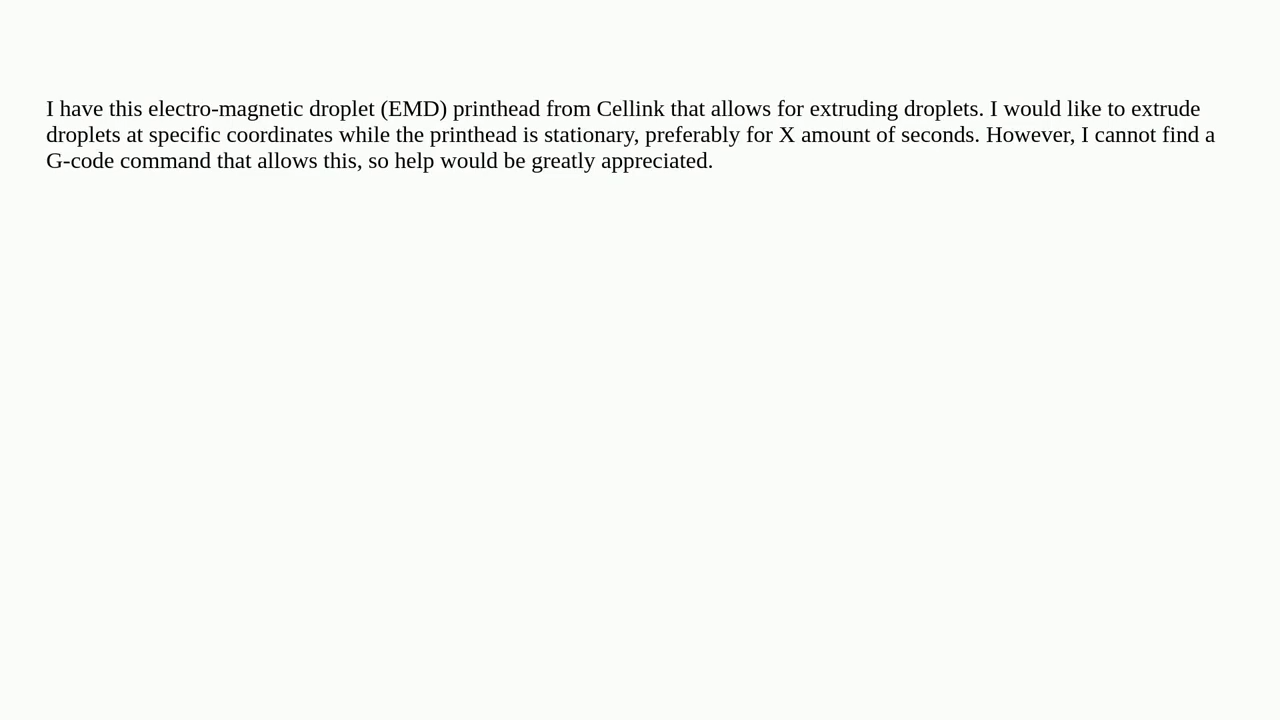 I have this electro-magnetic droplet (EMD) printhead from Cellink that allows for extruding droplets. I would like to extrude
droplets at specific coordinates while the printhead is stationary, preferably for X amount of seconds. However, I cannot find a
G-code command that allows this, so help would be greatly appreciated.